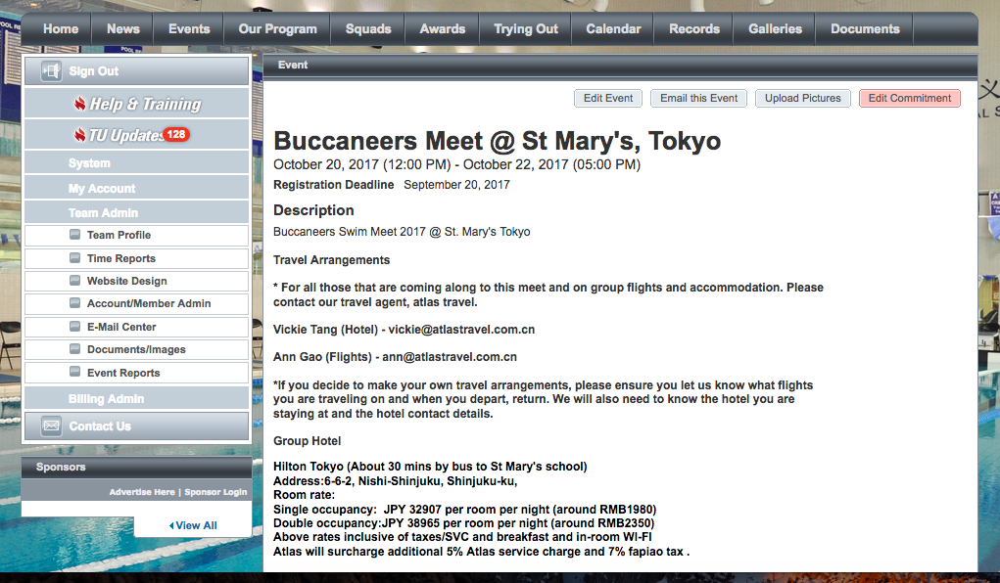 Home News Events Our Program Squads Awards Trying Out Calendar Records Galleries Documents
Sign Out
Help & Training
TU Updates 128
System
My Account
Team Admin
Team Profile
Time Reports
Website Design
Account/Member Admin
E-Mail Center
Documents/Images
Event Reports
Billing Admin
Contact Us
Sponsors
Advertise Here | Sponsor Login
View All
Event
Edit Event Email this Event Upload Pictures Edit Commitment
Buccaneers Meet @ St Mary's, Tokyo
October 20, 2017 (12:00 PM) - October 22, 2017 (05:00 PM)
Registration Deadline September 20, 2017
Description
Buccaneers Swim Meet 2017 @ St. Mary's Tokyo
Travel Arrangements
* For all those that are coming along to this meet and on group flights and accommodation. Please
contact our travel agent, atlas travel.
Vickie Tang (Hotel) - vickie@atlastravel.com.cn
Ann Gao (Flights) - ann@atlastravel.com.cn
*If you decide to make your own travel arrangements, please ensure you let us know what flights
you are traveling on and when you depart, return. We will also need to know the hotel you are
staying at and the hotel contact details.
Group Hotel
Hilton Tokyo (About 30 mins by bus to St Mary's school)
Address:6-6-2, Nishi-Shinjuku, Shinjuku-ku,
Room rate:
Single occupancy:  JPY 32907 per room per night (around RMB1980)
Double occupancy:JPY 38965 per room per night (around RMB2350)
Above rates inclusive of taxes/SVC and breakfast and in-room WI-FI
Atlas will surcharge additional 5% Atlas service charge and 7% fapiao tax .